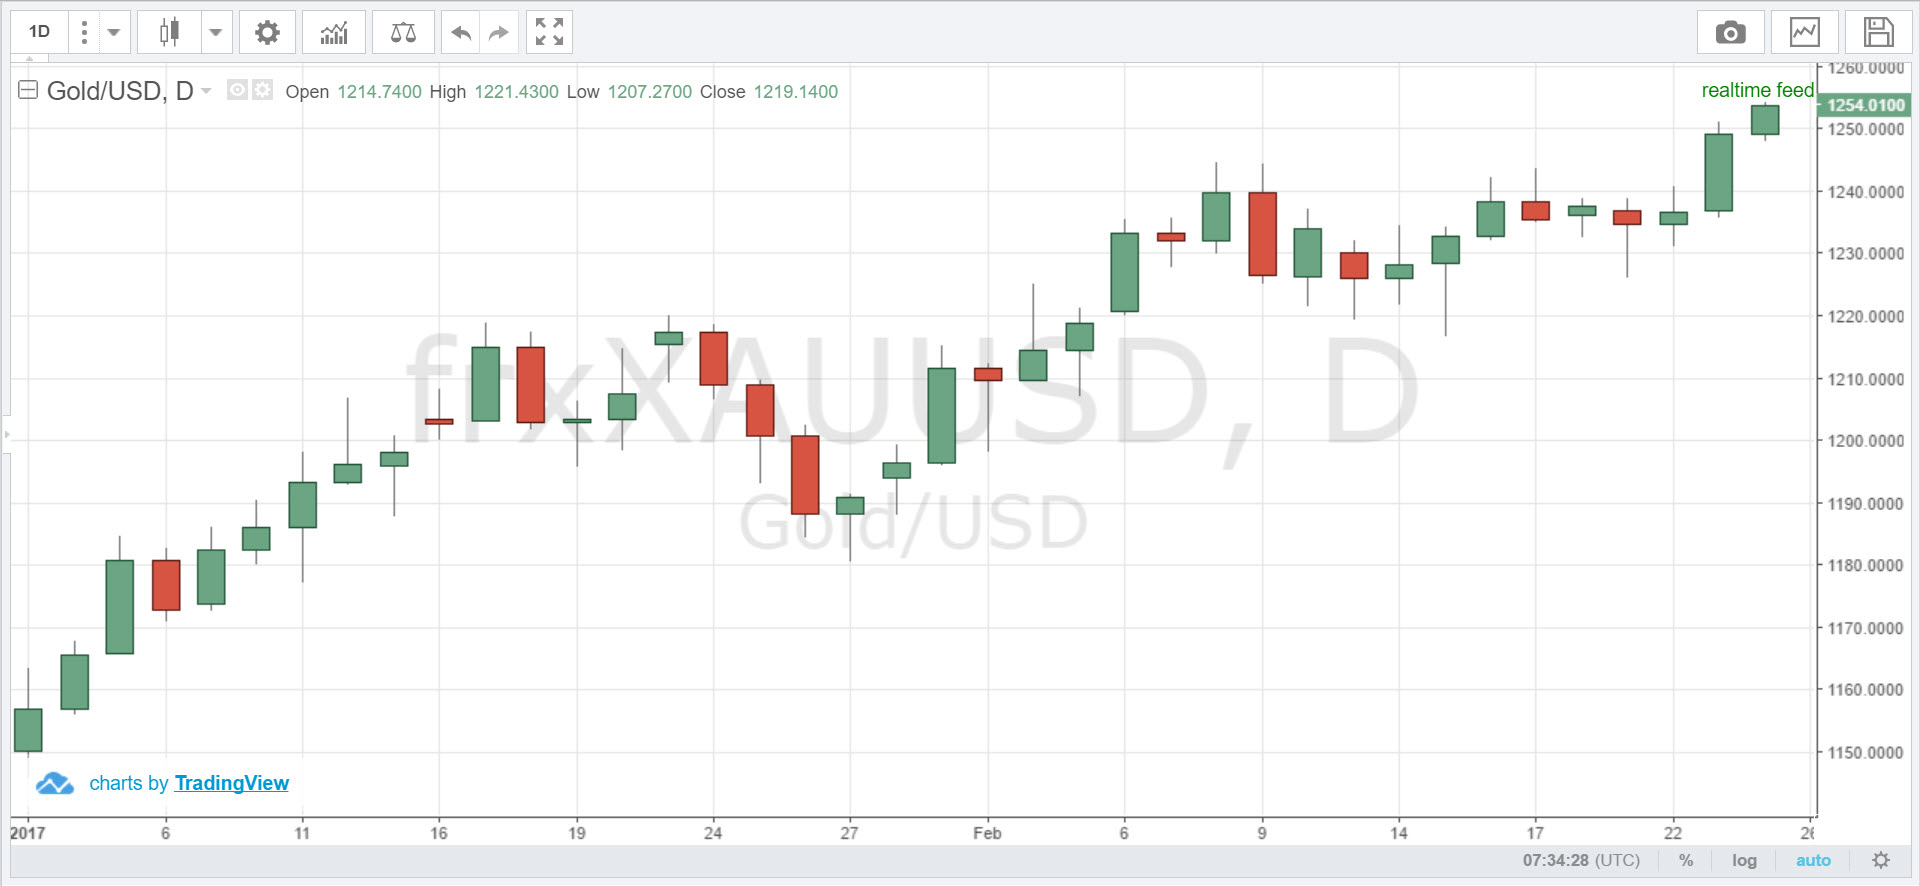 1D
Gold/USD, D Open 1214.7400 High 1221.4300 Low 1207.2700 Close 1219.1400
realtime feed
1260.0000
1254.0100
1250.0000
1240.0000
1230.0000
1220.0000
1210.0000
1200.0000
1190.0000
1180.0000
1170.0000
1160.0000
1150.0000
frxXAUUSD, D
Gold/USD
charts by TradingView
2017 6 11 16 19 24 27 Feb 6 9 14 17 22 26
07:34:28 (UTC) % log auto